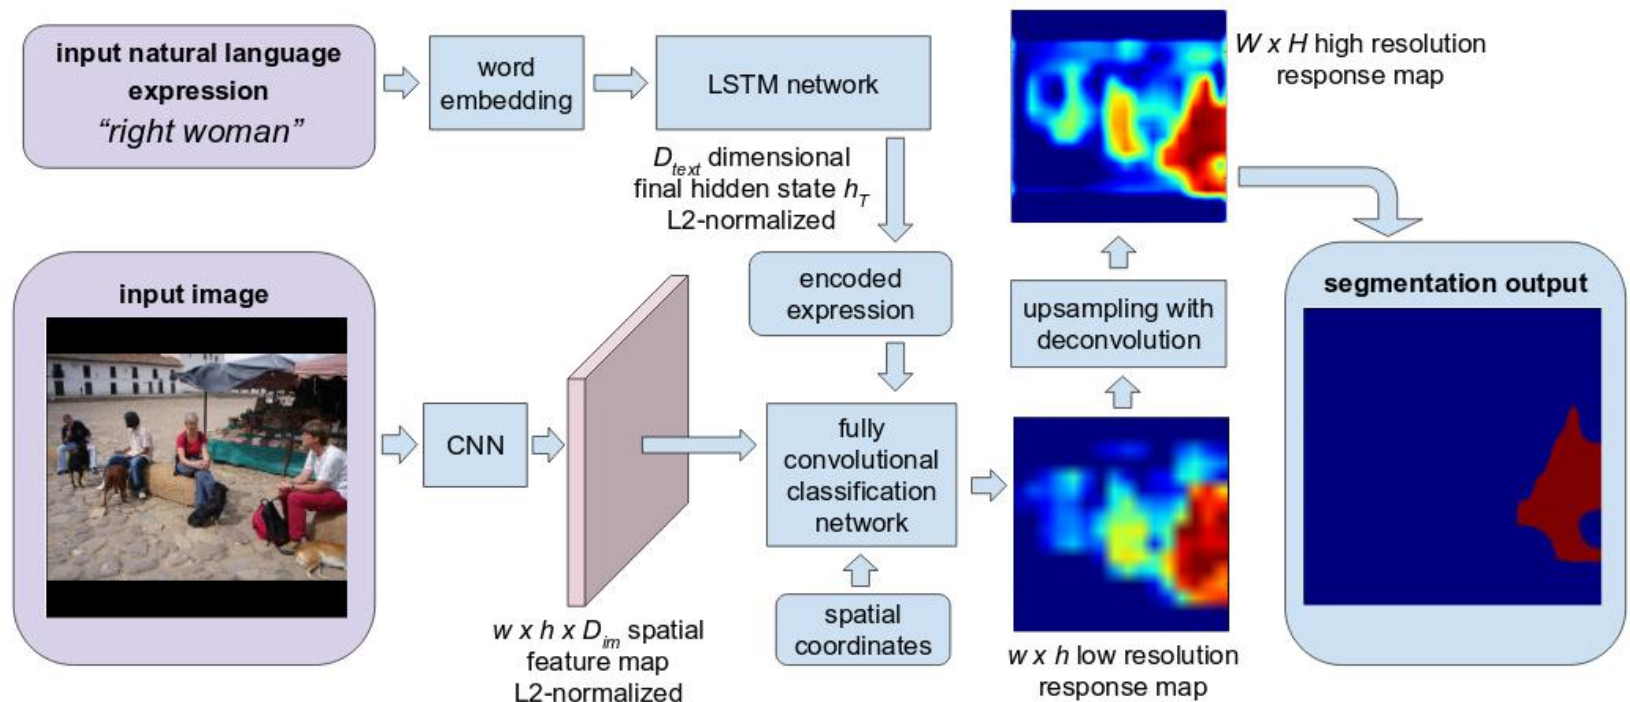 input natural language
expression
“right woman”
word
embedding
LSTM network
D_text dimensional
final hidden state h_T
L2-normalized
encoded
expression
input image
CNN
w x h x D_im spatial
feature map
L2-normalized
fully
convolutional
classification
network
spatial
coordinates
w x h low resolution
response map
upsampling with
deconvolution
W x H high resolution
response map
segmentation output